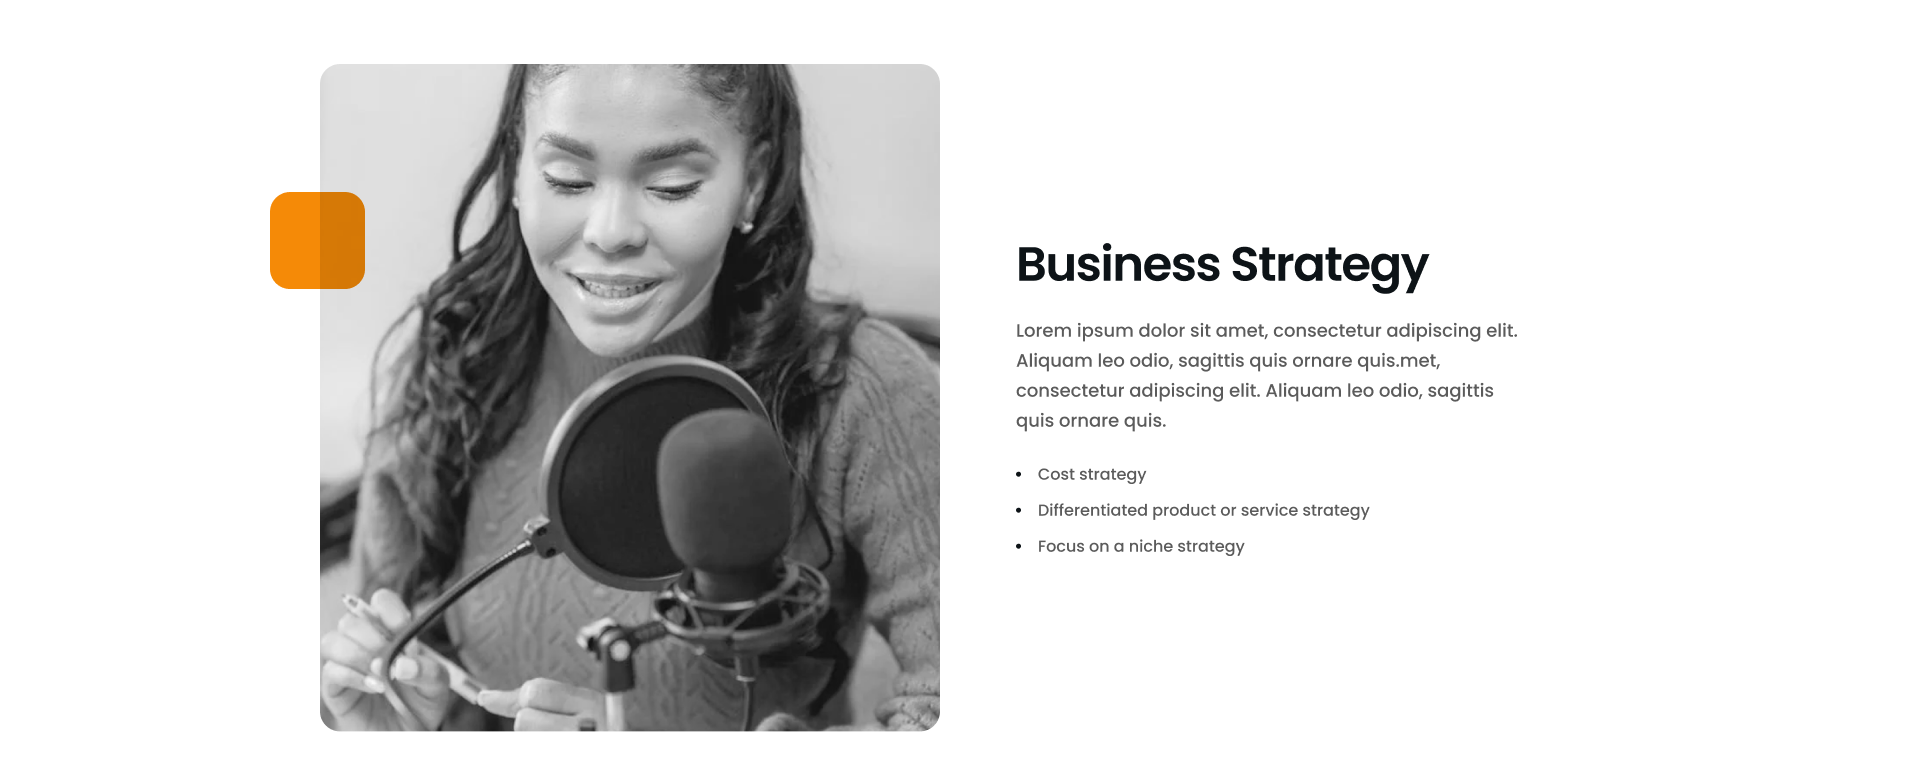 Business Strategy
Lorem ipsum dolor sit amet, consectetur adipiscing elit.
Aliquam leo odio, sagittis quis ornare quis.met,
consectetur adipiscing elit. Aliquam leo odio, sagittis
quis ornare quis.
• Cost strategy
• Differentiated product or service strategy
• Focus on a niche strategy